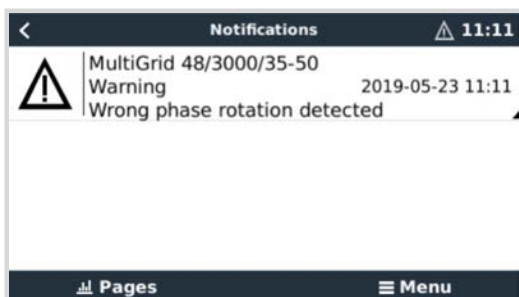 Notifications
11:11
MultiGrid 48/3000/35-50
Warning 2019-05-23 11:11
Wrong phase rotation detected
Pages
Menu